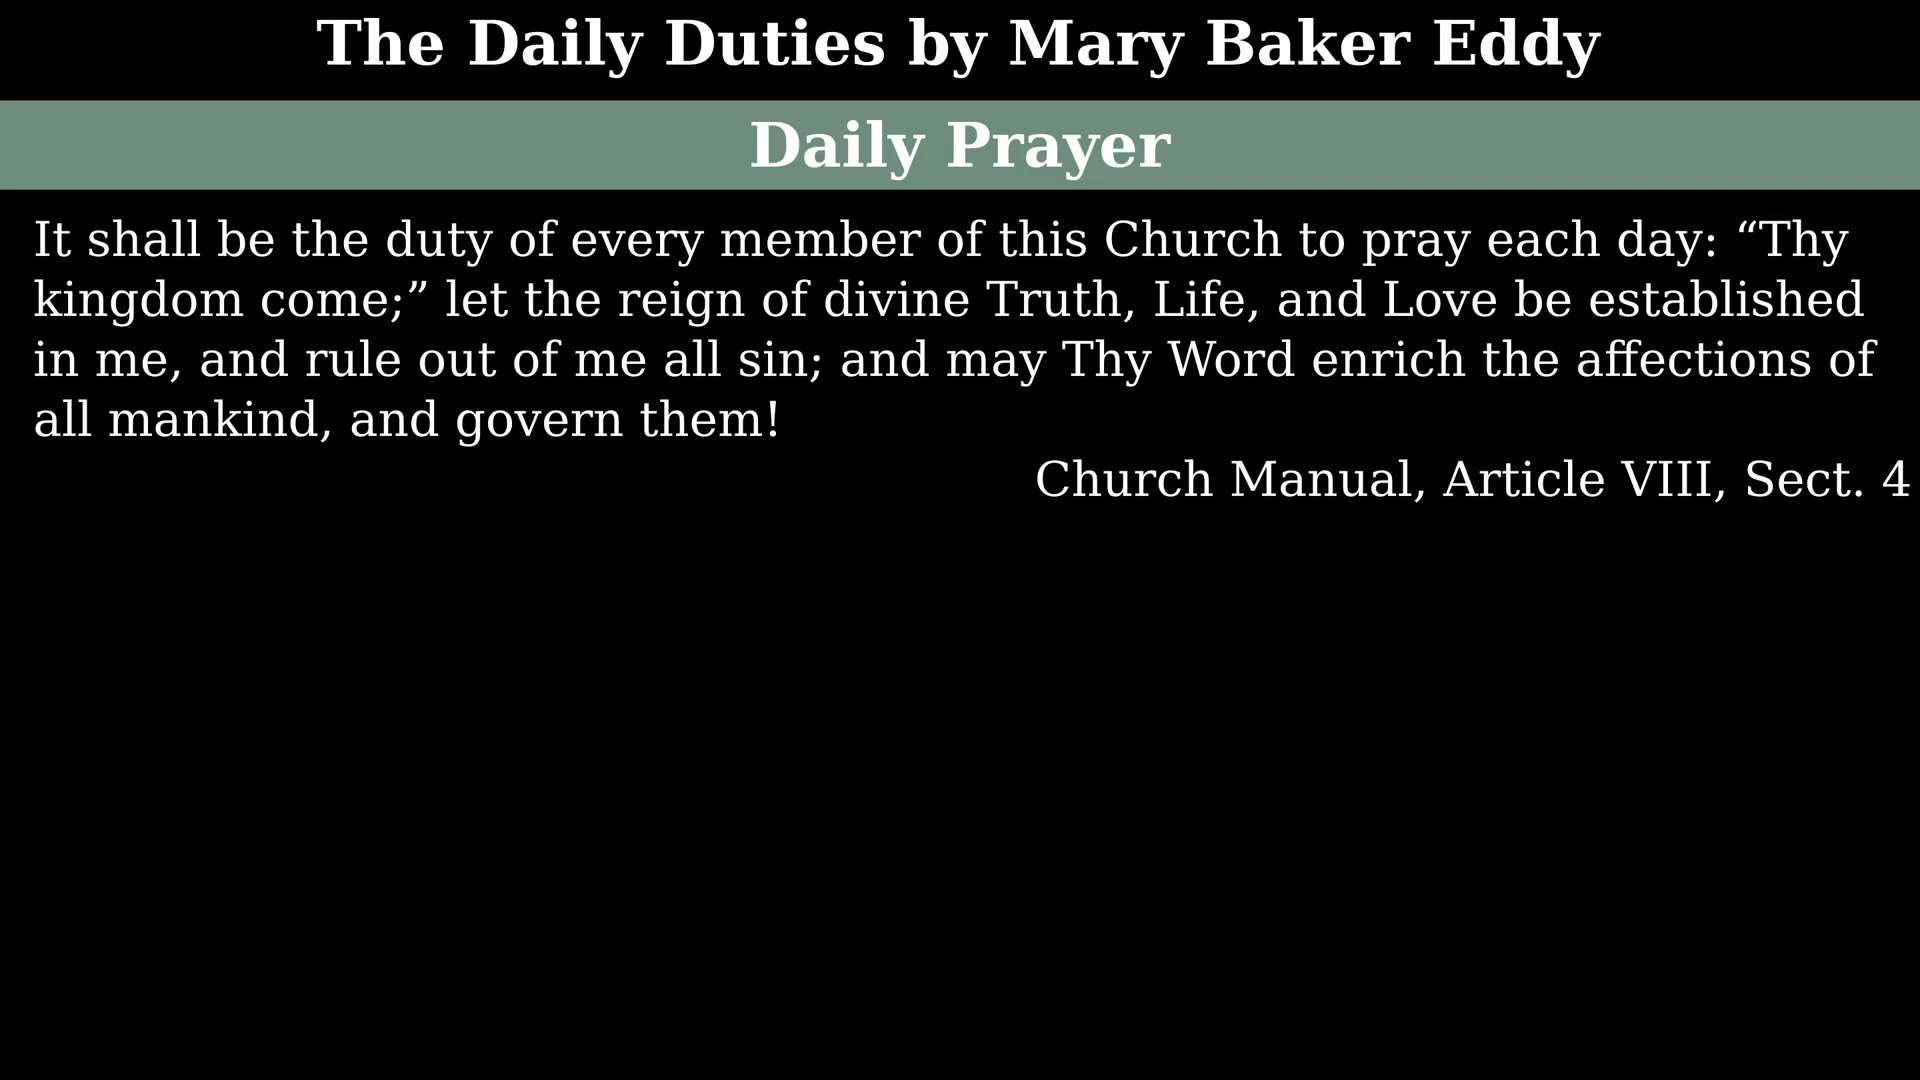 The Daily Duties by Mary Baker Eddy
Daily Prayer
It shall be the duty of every member of this Church to pray each day: “Thy
kingdom come;” let the reign of divine Truth, Life, and Love be established
in me, and rule out of me all sin; and may Thy Word enrich the affections of
all mankind, and govern them!
Church Manual, Article VIII, Sect. 4